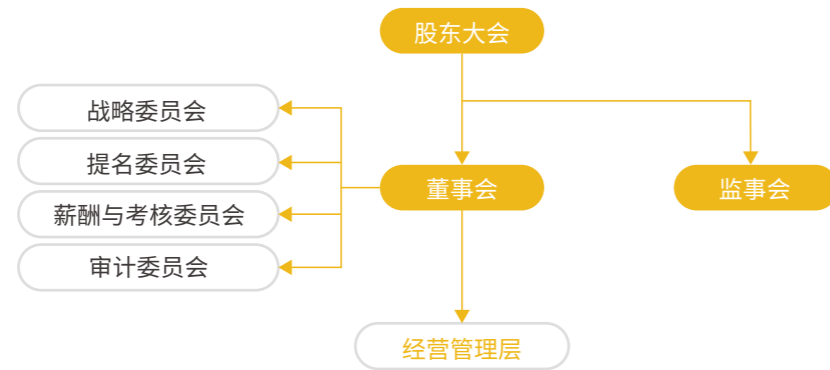 股东大会
战略委员会
提名委员会
薪酬与考核委员会
审计委员会
董事会
监事会
经营管理层